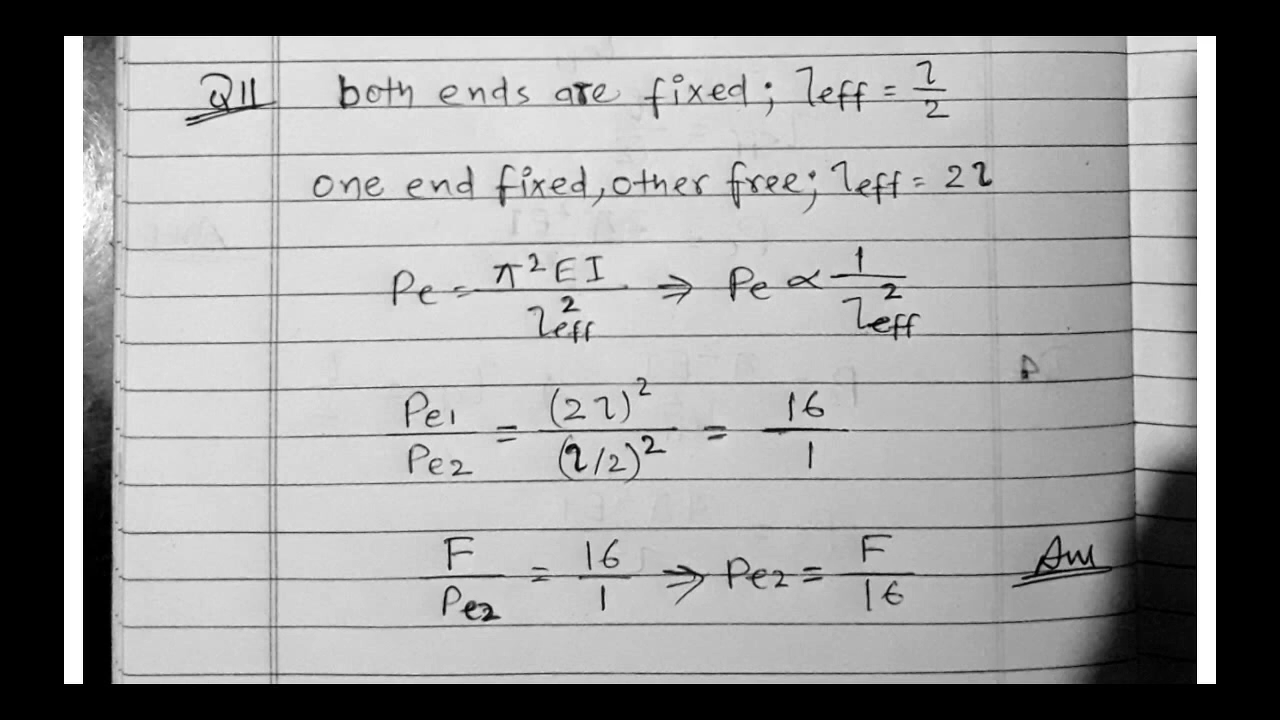 Q11 both ends are fixed; leff = l/2
one end fixed, other free; leff = 2l
Pe = π²EI / l²eff ⇒ Pe ∝ 1 / l²eff
Pe1 / Pe2 = (2l)² / (l/2)² = 16 / 1
F / Pe2 = 16 / 1 ⇒ Pe2 = F / 16 Ans